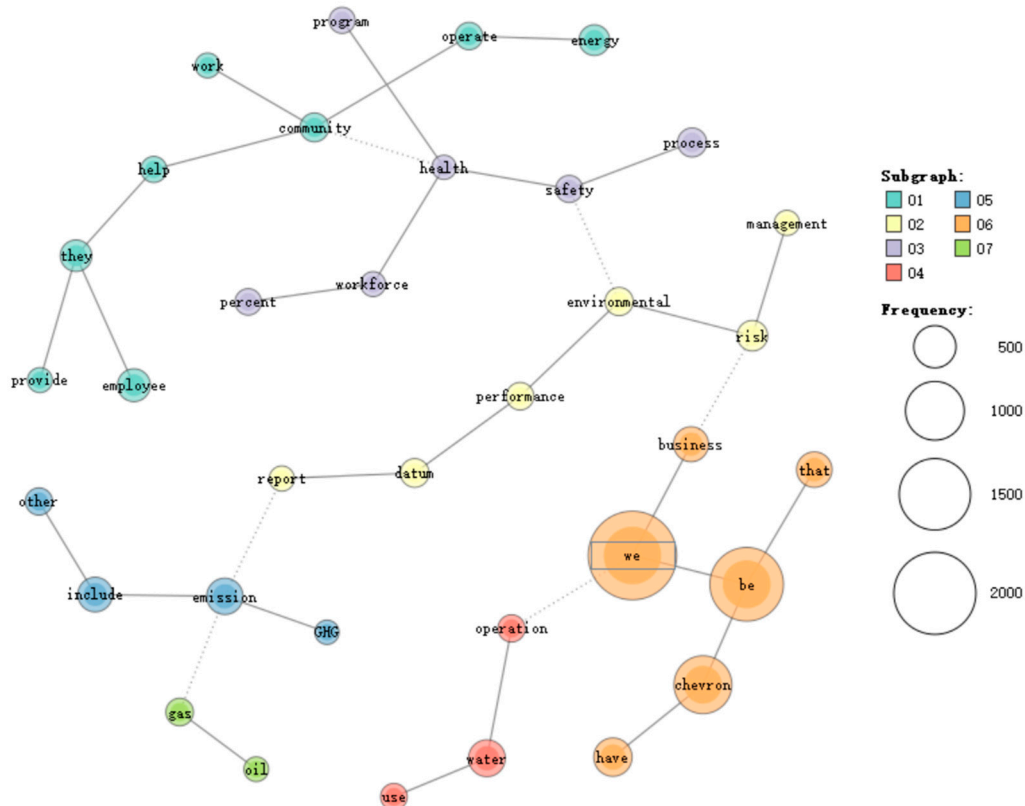 program
operate
energy
work
community
process
help
health
safety
Subgraph:
01
05
02
06
03
07
04
management
they
percent
workforce
environmental
Frequency:
risk
500
provide
employee
performance
1000
business
report
datum
that
other
1500
we
include
emission
be
2000
GHG
operation
chevron
gas
oil
water
have
use